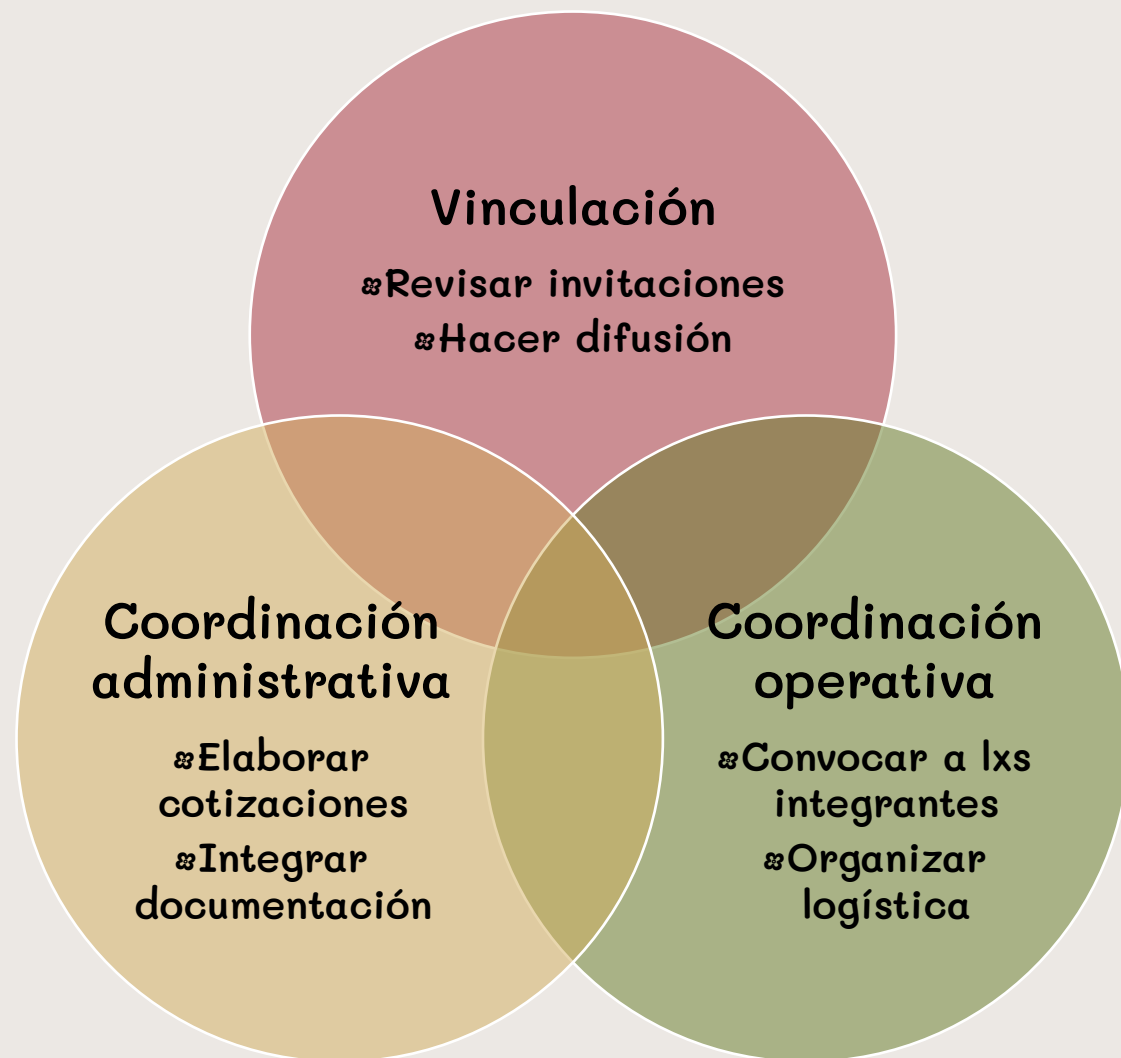 Vinculación
Revisar invitaciones
Hacer difusión
Coordinación
administrativa
Elaborar
cotizaciones
Integrar
documentación
Coordinación
operativa
Convocar a lxs
integrantes
Organizar
logística